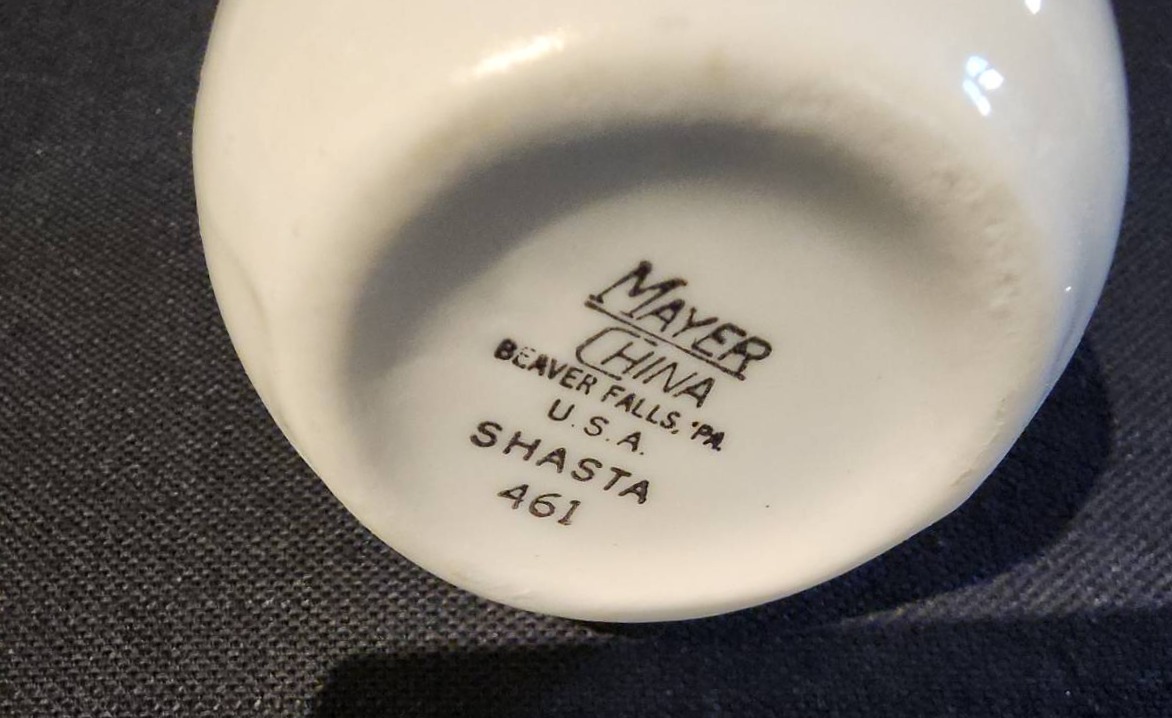 MAYER
CHINA
BEAVER FALLS, PA.
U.S.A.
SHASTA
461